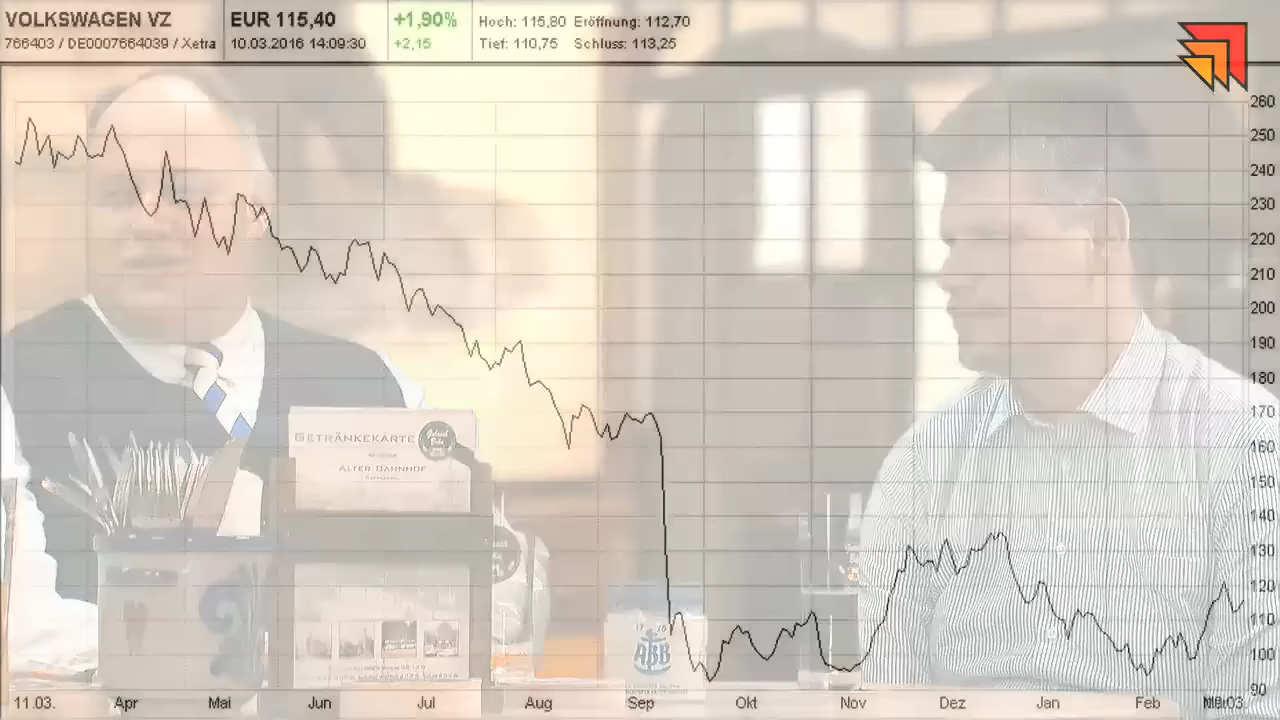 VOLKSWAGEN VZ
766403 / DE0007664039 / Xetra
EUR 115,40
10.03.2016 14:09:30
+1,90%
+2,15
Hoch: 115,80 Eröffnung: 112,70
Tief: 110,75 Schluss: 113,25
260
250
240
230
220
210
200
190
180
170
160
150
140
130
120
110
100
90
GETRÄNKEKARTE
ALTER BAHNHOF
17 76
ABB
11.03. Apr Mai Jun Jul Aug Sep Okt Nov Dez Jan Feb